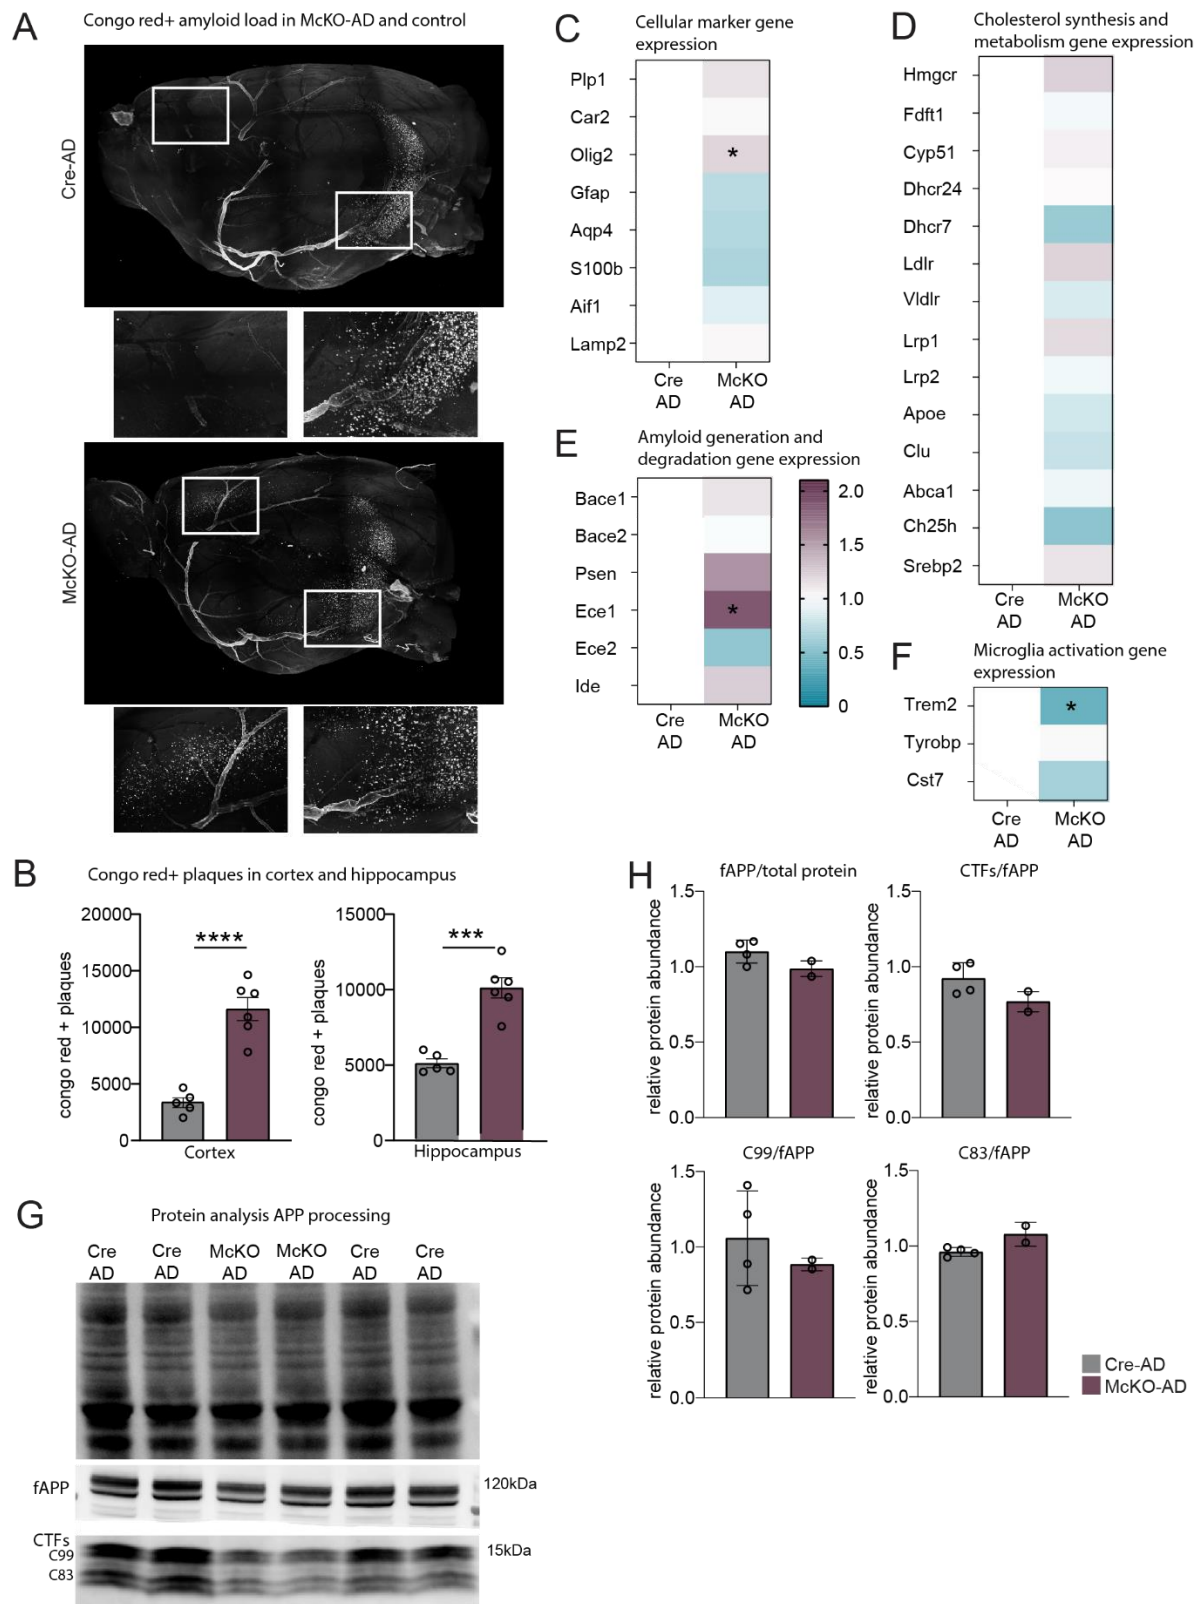 A
Congo red+ amyloid load in McKO-AD and control
Cre-AD
McKO-AD
B
Congo red+ plaques in cortex and hippocampus
congo red + plaques
20000
15000
10000
5000
0
****
Cortex
congo red + plaques
15000
10000
5000
0
***
Hippocampus
C
Cellular marker gene
expression
Plp1
Car2
Olig2
*
Gfap
Aqp4
S100b
Aif1
Lamp2
Cre
AD
McKO
AD
D
Cholesterol synthesis and
metabolism gene expression
Hmgcr
Fdft1
Cyp51
Dhcr24
Dhcr7
Ldlr
Vldlr
Lrp1
Lrp2
Apoe
Clu
Abca1
Ch25h
Srebp2
Cre
AD
McKO
AD
E
Amyloid generation and
degradation gene expression
Bace1
Bace2
Psen
Ece1
*
Ece2
Ide
Cre
AD
McKO
AD
2.0
1.5
1.0
0.5
0
F
Microglia activation gene
expression
Trem2
*
Tyrobp
Cst7
Cre
AD
McKO
AD
G
Protein analysis APP processing
Cre Cre McKO McKO Cre Cre
AD AD AD AD AD AD
fAPP
120kDa
CTFs
C99
15kDa
C83
H
fAPP/total protein
relative protein abundance
1.5
1.0
0.5
0.0
CTFs/fAPP
relative protein abundance
1.5
1.0
0.5
0.0
C99/fAPP
relative protein abundance
1.5
1.0
0.5
0.0
C83/fAPP
relative protein abundance
1.5
1.0
0.5
0.0
Cre-AD
McKO-AD